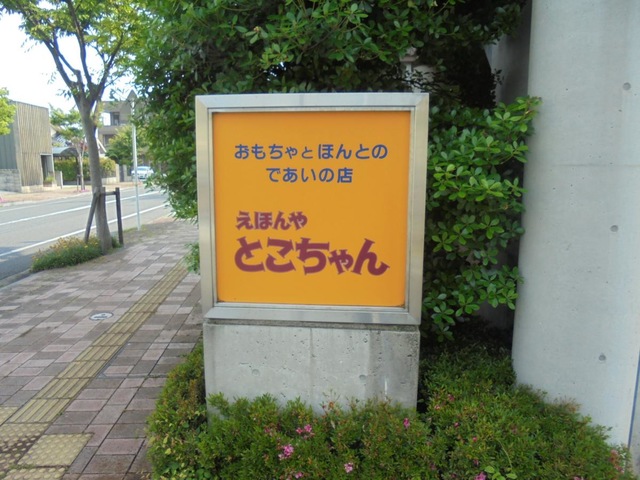 おもちゃとほんとの
であいの店
えほんや
とこちゃん